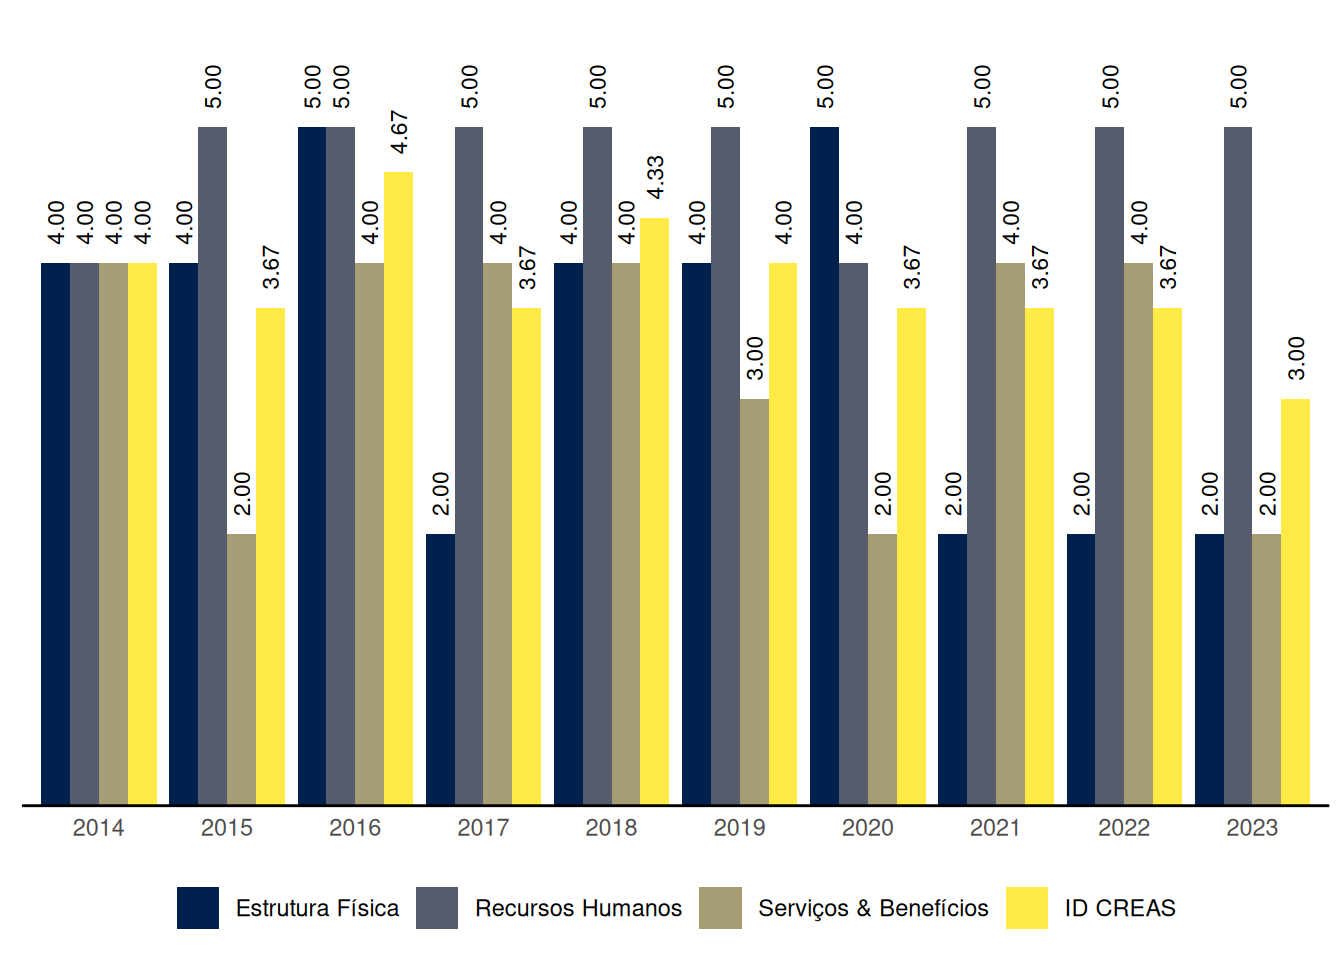 5.00 5.00 5.00 5.00 5.00 5.00 5.00 5.00 5.00 5.00
4.67
4.33
4.00 4.00 4.00 4.00 4.00 4.00 4.00 4.00 4.00 4.00 4.00 4.00 4.00 4.00 4.00
3.67 3.67 3.67 3.67 3.67
3.00 3.00
2.00 2.00 2.00 2.00 2.00 2.00 2.00
2014 2015 2016 2017 2018 2019 2020 2021 2022 2023
Estrutura Física Recursos Humanos Serviços & Benefícios ID CREAS